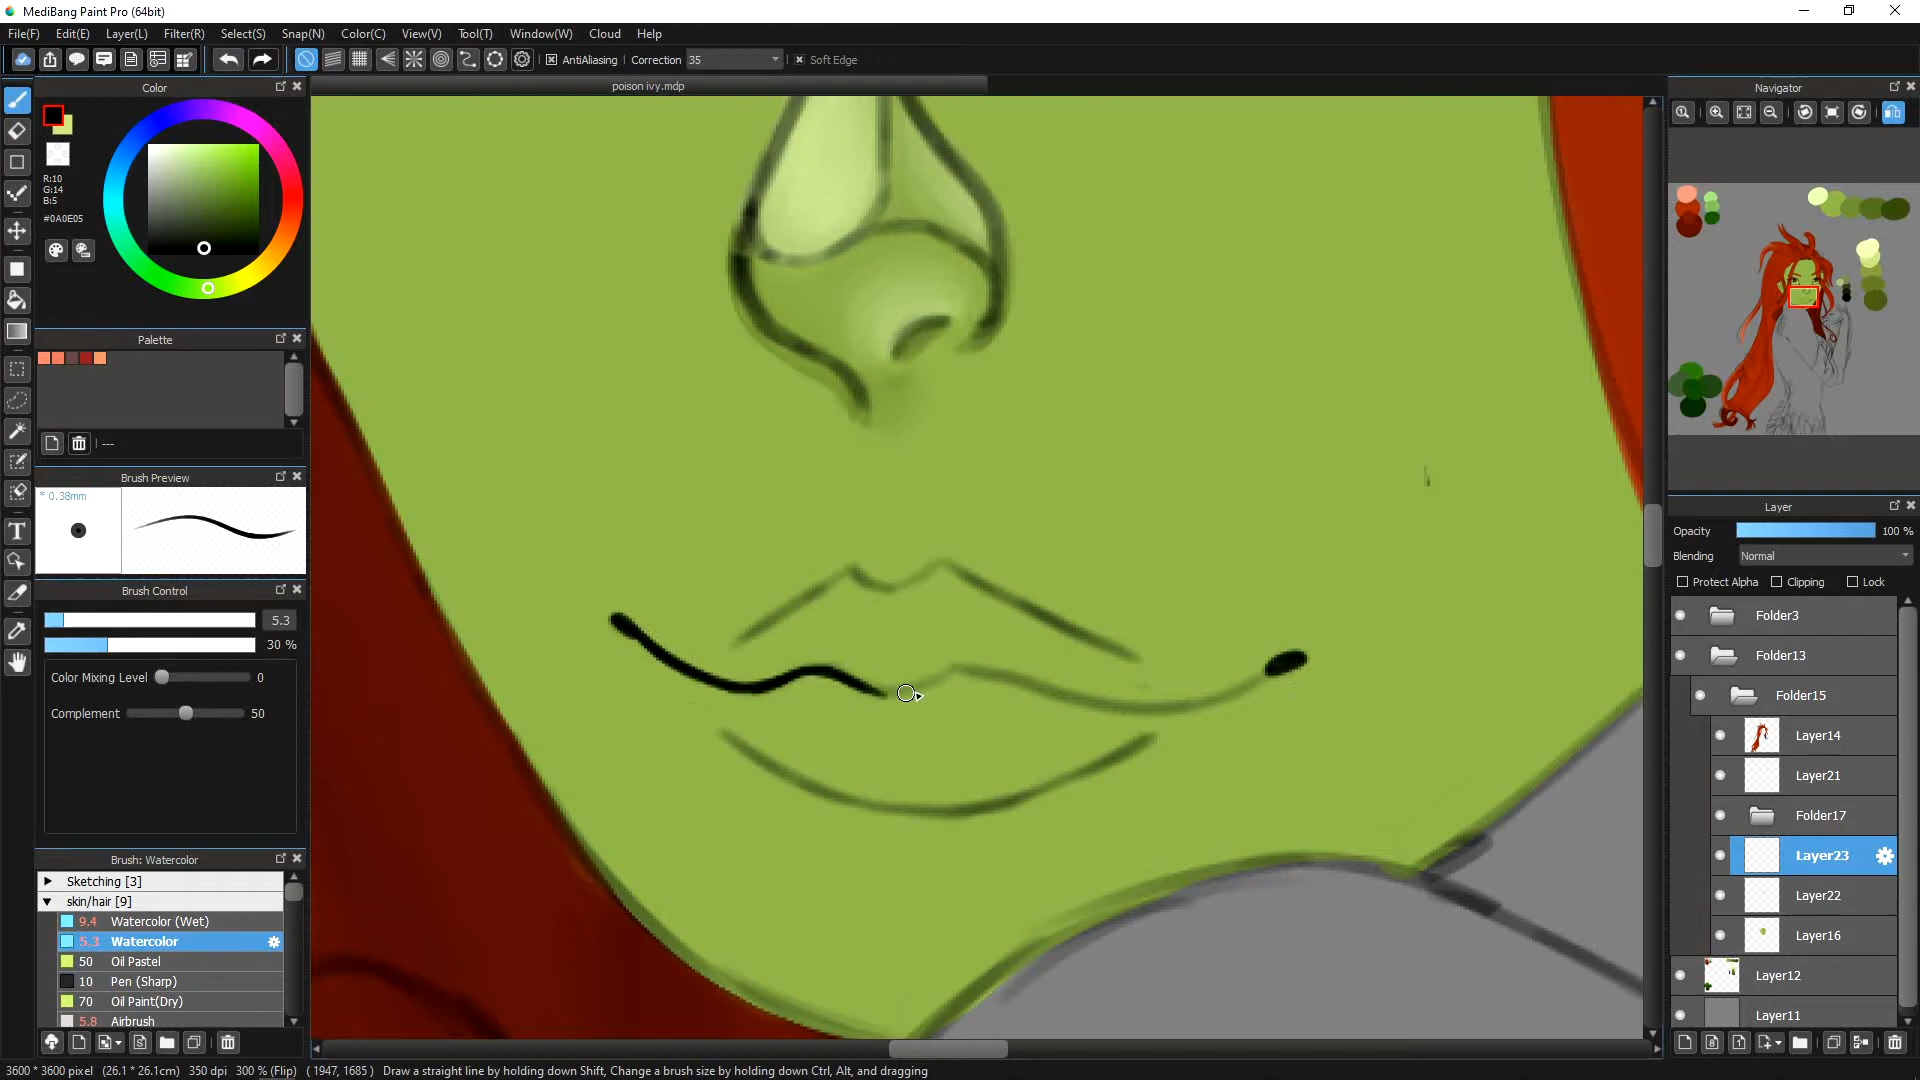 MediBang Paint Pro (64bit)
File(F) Edit(E) Layer(L) Filter(R) Select(S) Snap(N) Color(C) View(V) Tool(T) Window(W) Cloud Help
AntiAliasing Correction 35 Soft Edge
Color
poison ivy.mdp
Navigator
R:10
G:14
B:5
#0A0E05
Palette
---
Brush Preview
* 0.38mm
Brush Control
5.3
30 %
Color Mixing Level 0
Complement 50
Layer
Opacity 100 %
Blending Normal
Protect Alpha Clipping Lock
Folder3
Folder13
Folder15
Layer14
Layer21
Folder17
Layer23
Layer22
Layer16
Layer12
Layer11
Brush: Watercolor
Sketching [3]
skin/hair [9]
9.4 Watercolor (Wet)
5.3 Watercolor
50 Oil Pastel
10 Pen (Sharp)
70 Oil Paint(Dry)
5.8 Airbrush
3600 * 3600 pixel (26.1 * 26.1cm) 350 dpi 300 % (Flip) ( 1947, 1685 ) Draw a straight line by holding down Shift, Change a brush size by holding down Ctrl, Alt, and dragging